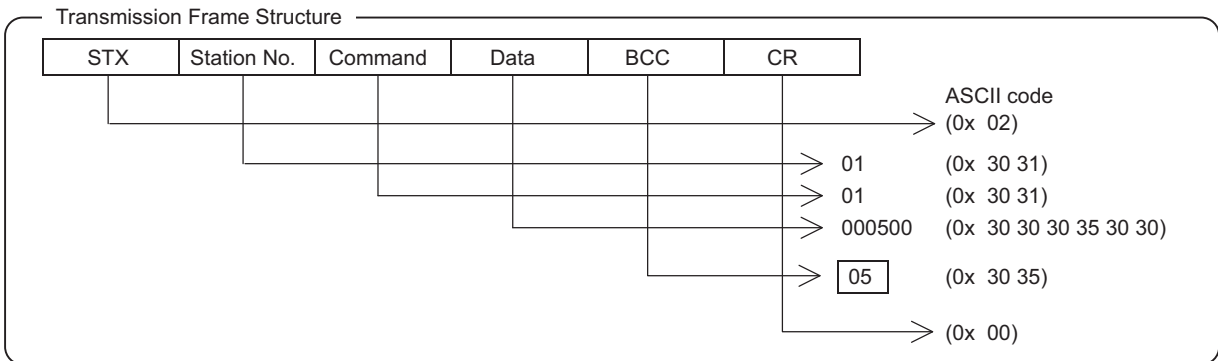 Transmission Frame Structure
STX Station No. Command Data BCC CR
ASCII code
(0x 02)
01 (0x 30 31)
01 (0x 30 31)
000500 (0x 30 30 30 35 30 30)
05 (0x 30 35)
(0x 00)